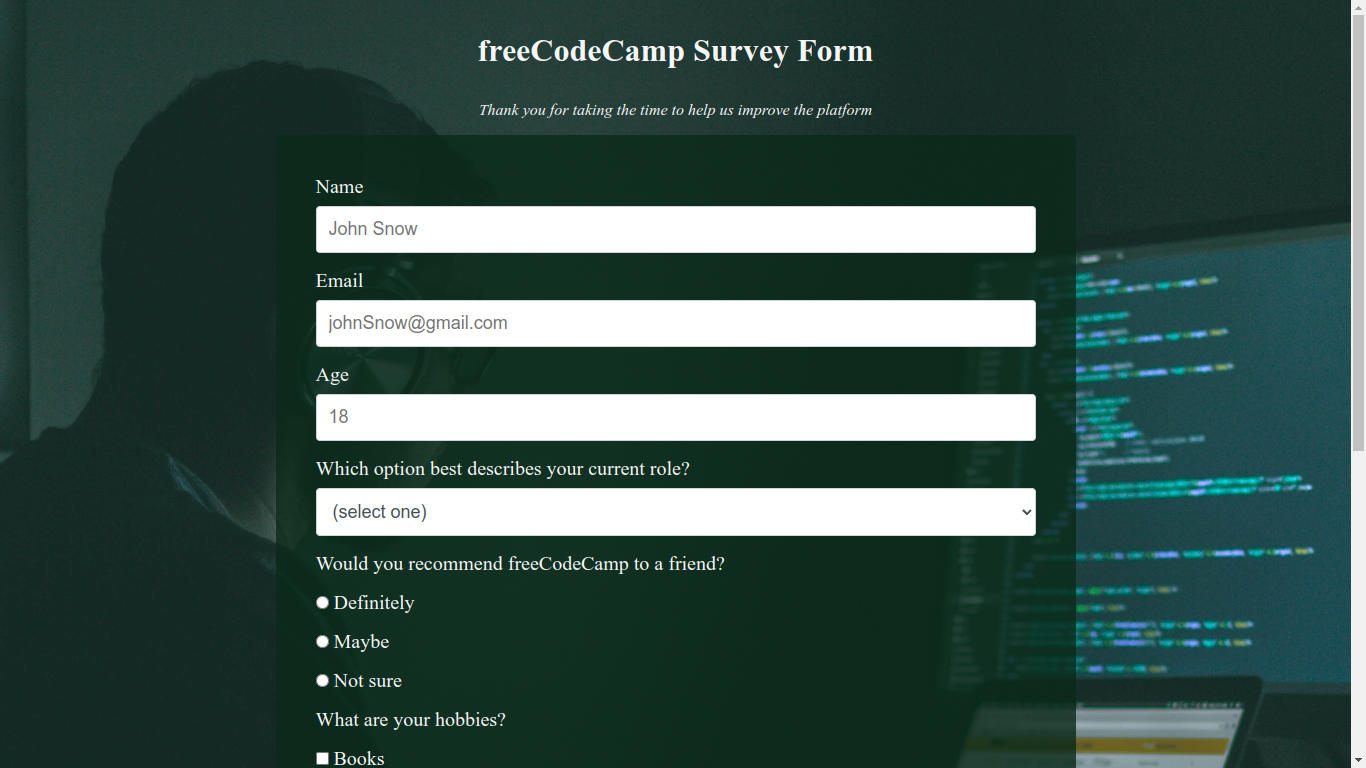 freeCodeCamp Survey Form
Thank you for taking the time to help us improve the platform
Name
John Snow
Email
johnSnow@gmail.com
Age
18
Which option best describes your current role?
(select one)
Would you recommend freeCodeCamp to a friend?
Definitely
Maybe
Not sure
What are your hobbies?
Books